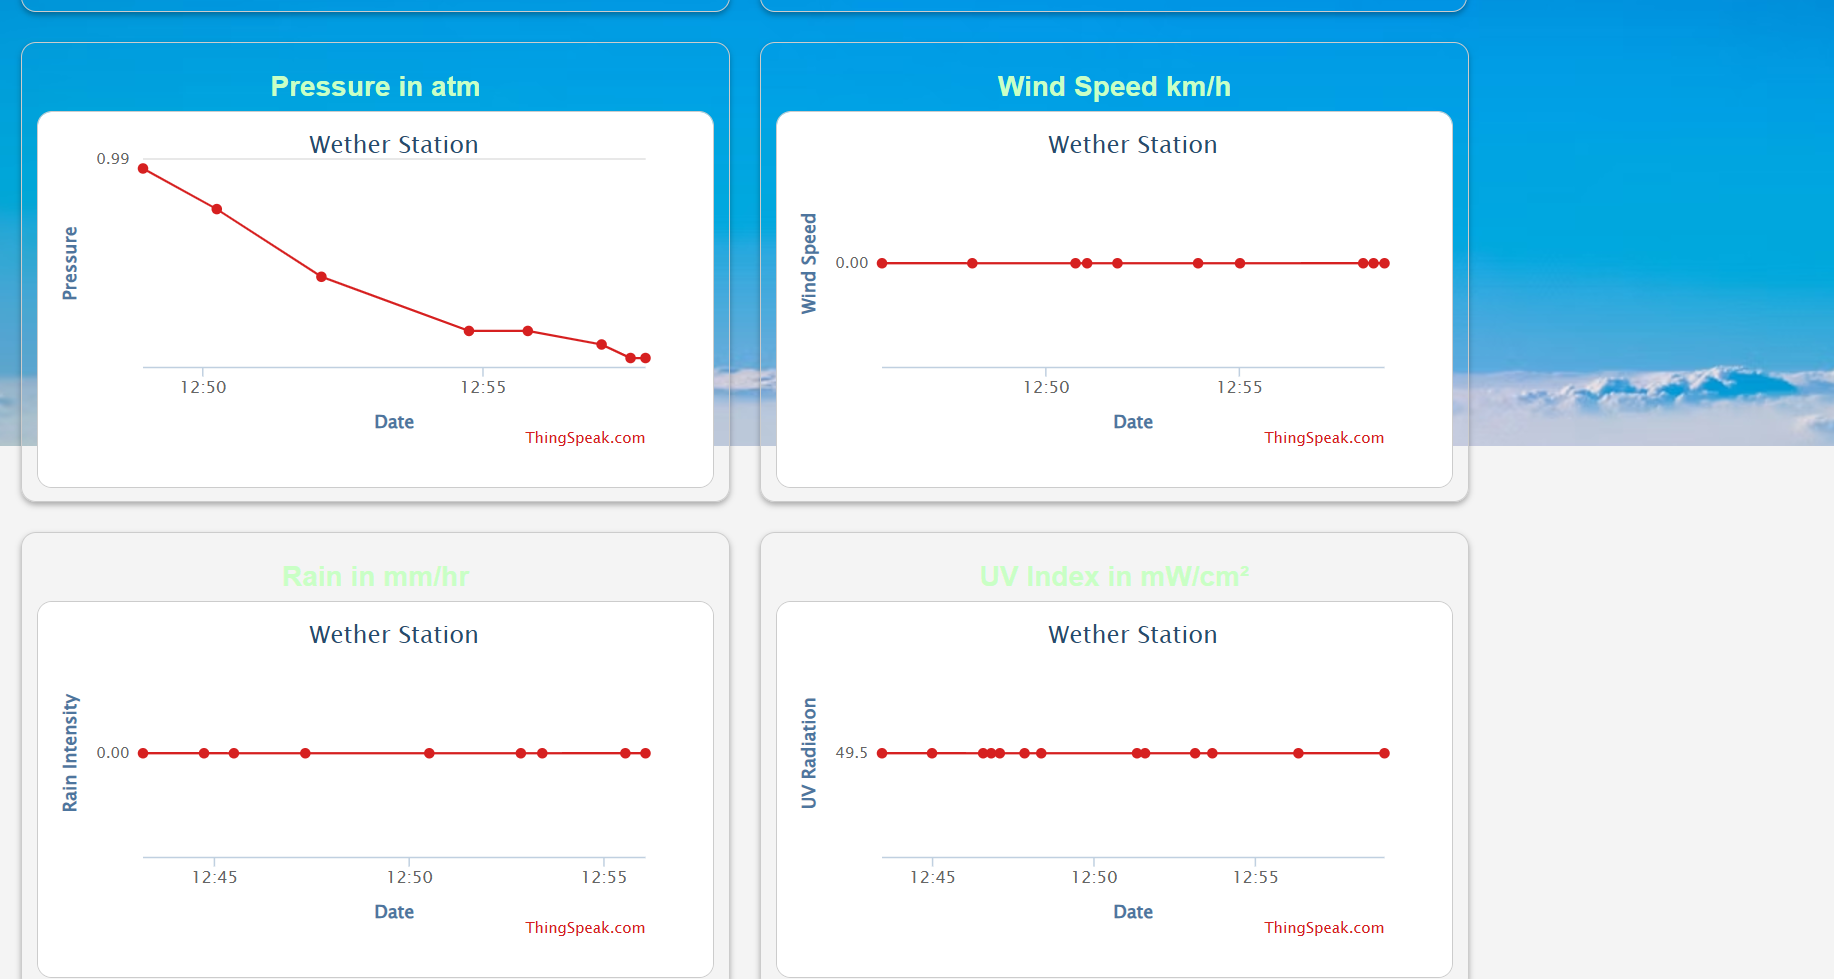 Pressure in atm
Wether Station
0.99
Pressure
12:50 12:55
Date
ThingSpeak.com
Wind Speed km/h
Wether Station
Wind Speed
0.00
12:50 12:55
Date
ThingSpeak.com
Rain in mm/hr
Wether Station
Rain Intensity
0.00
12:45 12:50 12:55
Date
ThingSpeak.com
UV Index in mW/cm²
Wether Station
UV Radiation
49.5
12:45 12:50 12:55
Date
ThingSpeak.com